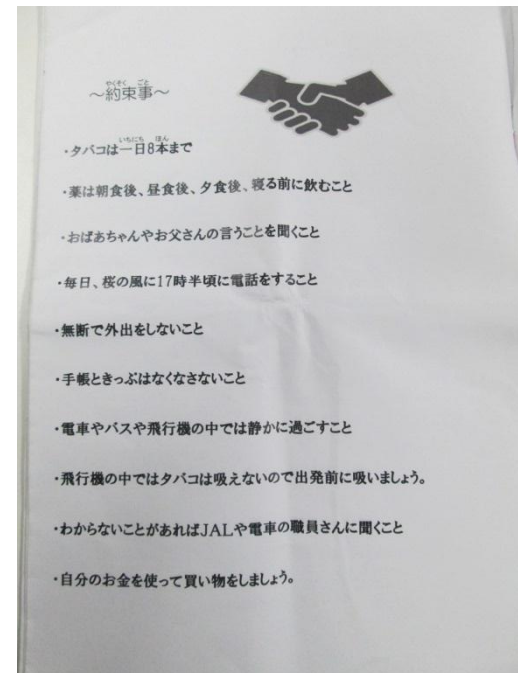 ～約束事～
・タバコは一日8本まで
・薬は朝食後、昼食後、夕食後、寝る前に飲むこと
・おばあちゃんやお父さんの言うことを聞くこと
・毎日、桜の風に17時半頃に電話をすること
・無断で外出をしないこと
・手帳ときっぷはなくなさないこと
・電車やバスや飛行機の中では静かに過ごすこと
・飛行機の中ではタバコは吸えないので出発前に吸いましょう。
・わからないことがあればJALや電車の職員さんに聞くこと
・自分のお金を使って買い物をしましょう。